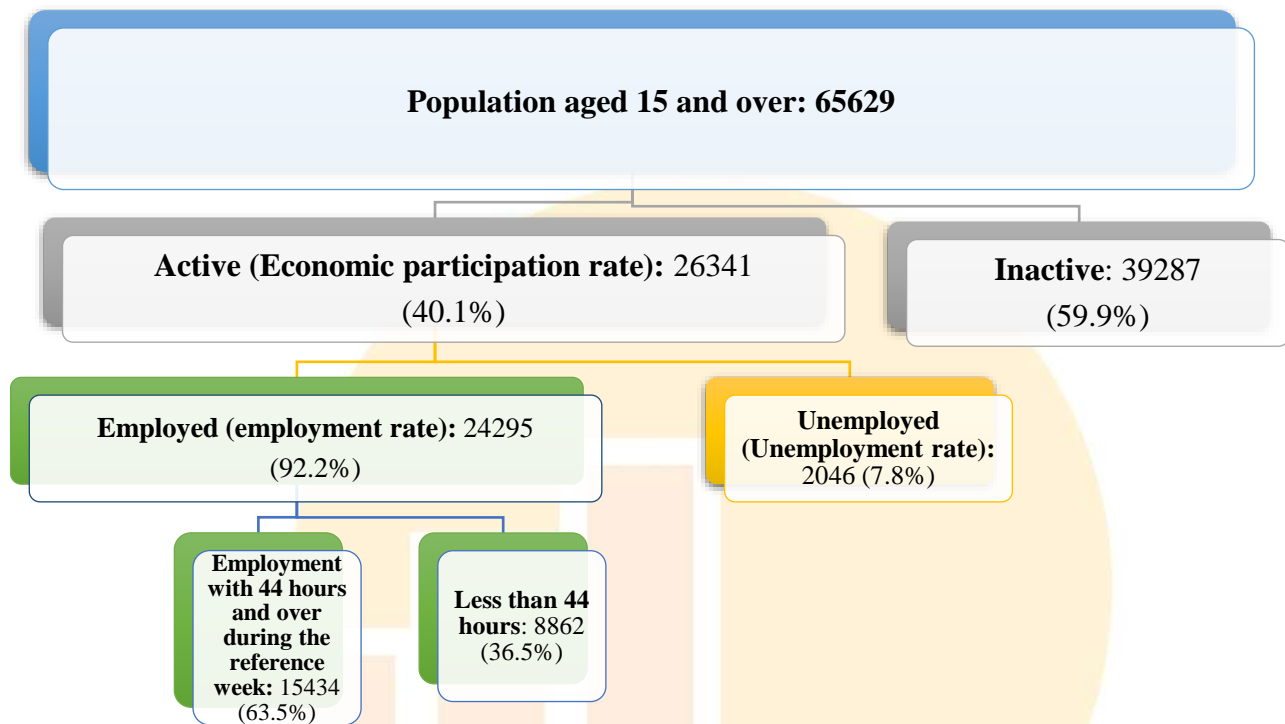 Population aged 15 and over: 65629
Active (Economic participation rate): 26341
(40.1%)
Inactive: 39287
(59.9%)
Employed (employment rate): 24295
(92.2%)
Unemployed
(Unemployment rate):
2046 (7.8%)
Employment
with 44 hours
and over
during the
reference
week: 15434
(63.5%)
Less than 44
hours: 8862
(36.5%)